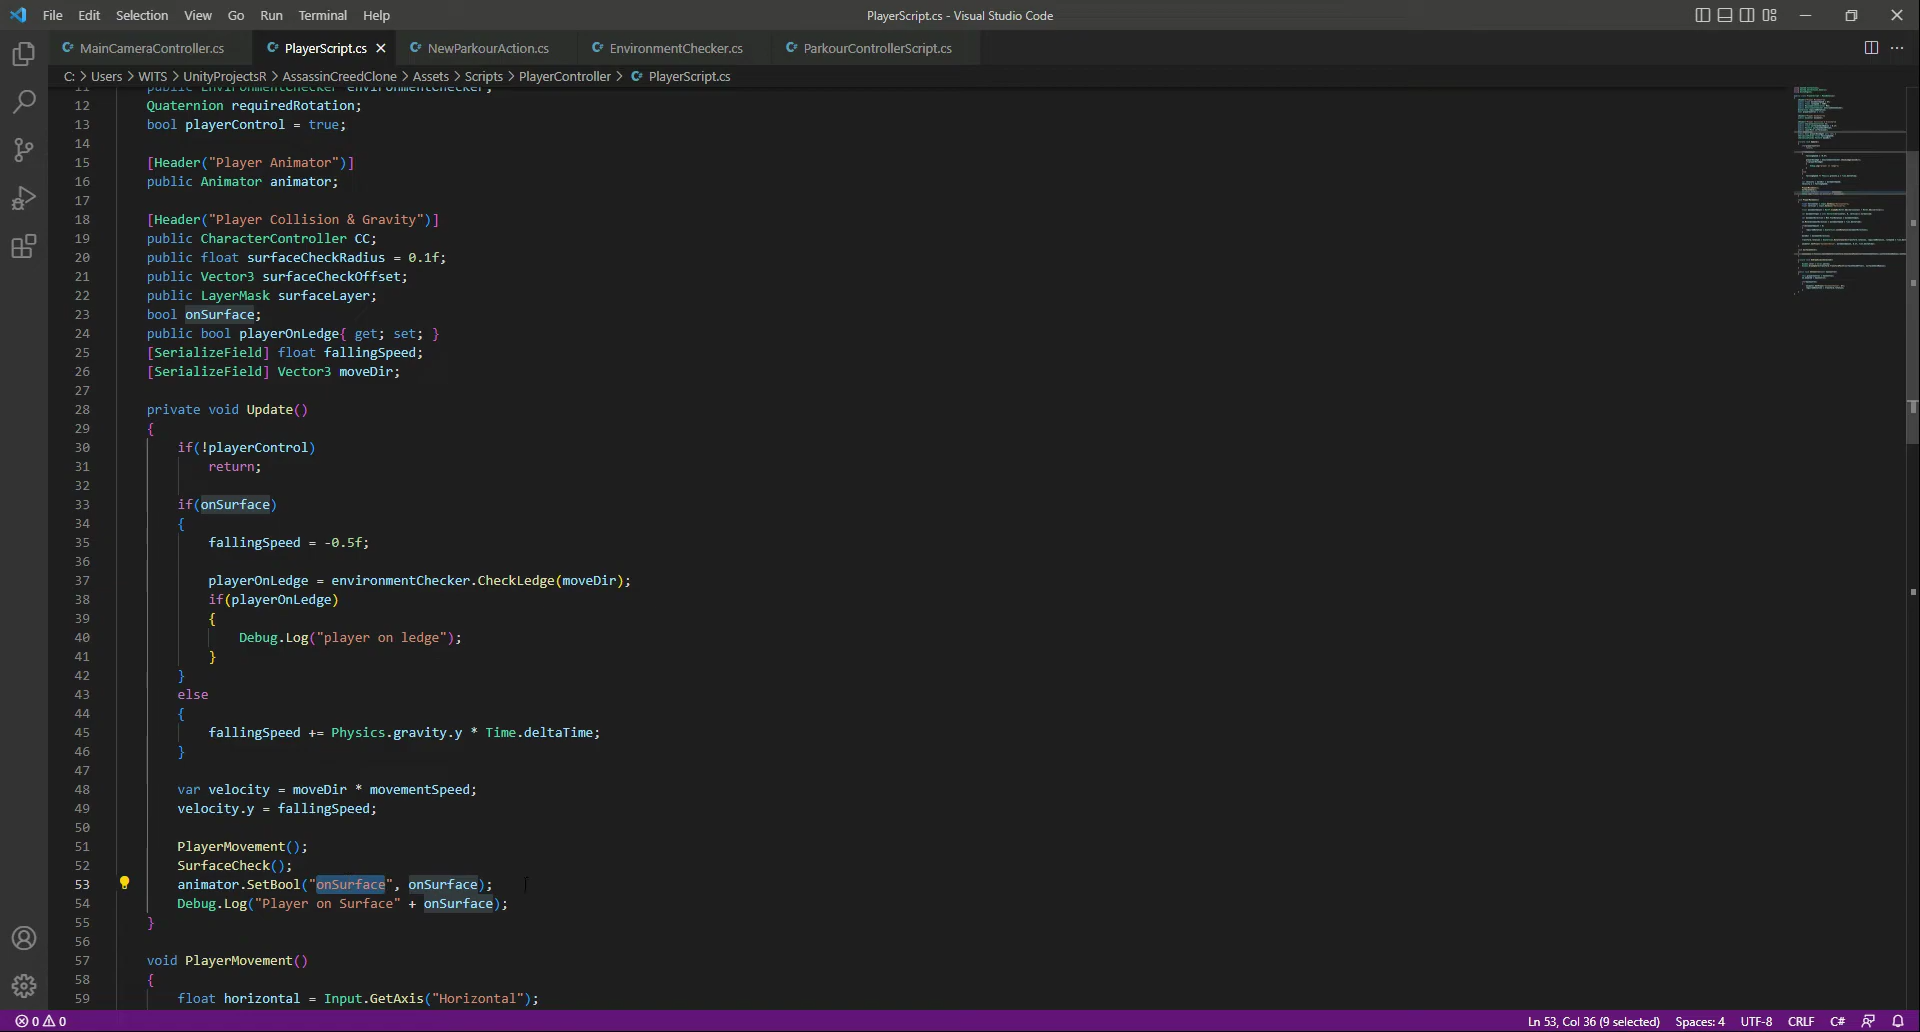 File Edit Selection View Go Run Terminal Help
PlayerScript.cs - Visual Studio Code
MainCameraController.cs PlayerScript.cs NewParkourAction.cs EnvironmentChecker.cs ParkourControllerScript.cs
C: > Users > WITS > UnityProjectsR > AssassinCreedClone > Assets > Scripts > PlayerController > PlayerScript.cs
11 public EnvironmentChecker environmentChecker;
12 Quaternion requiredRotation;
13 bool playerControl = true;
14
15 [Header("Player Animator")]
16 public Animator animator;
17
18 [Header("Player Collision & Gravity")]
19 public CharacterController CC;
20 public float surfaceCheckRadius = 0.1f;
21 public Vector3 surfaceCheckOffset;
22 public LayerMask surfaceLayer;
23 bool onSurface;
24 public bool playerOnLedge{ get; set; }
25 [SerializeField] float fallingSpeed;
26 [SerializeField] Vector3 moveDir;
27
28 private void Update()
29 {
30 if(!playerControl)
31 return;
32
33 if(onSurface)
34 {
35 fallingSpeed = -0.5f;
36
37 playerOnLedge = environmentChecker.CheckLedge(moveDir);
38 if(playerOnLedge)
39 {
40 Debug.Log("player on ledge");
41 }
42 }
43 else
44 {
45 fallingSpeed += Physics.gravity.y * Time.deltaTime;
46 }
47
48 var velocity = moveDir * movementSpeed;
49 velocity.y = fallingSpeed;
50
51 PlayerMovement();
52 SurfaceCheck();
53 animator.SetBool("onSurface", onSurface);
54 Debug.Log("Player on Surface" + onSurface);
55 }
56
57 void PlayerMovement()
58 {
59 float horizontal = Input.GetAxis("Horizontal");
0 0 Ln 53, Col 36 (9 selected) Spaces: 4 UTF-8 CRLF C#